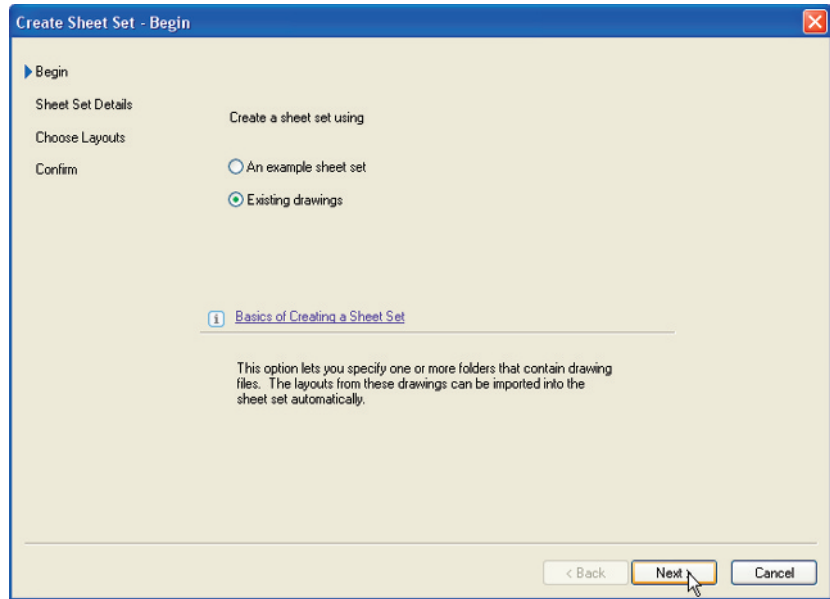 Create Sheet Set - Begin
Begin
Sheet Set Details
Choose Layouts
Confirm
Create a sheet set using
An example sheet set
Existing drawings
i
Basics of Creating a Sheet Set
This option lets you specify one or more folders that contain drawing
files. The layouts from these drawings can be imported into the
sheet set automatically.
< Back
Next >
Cancel